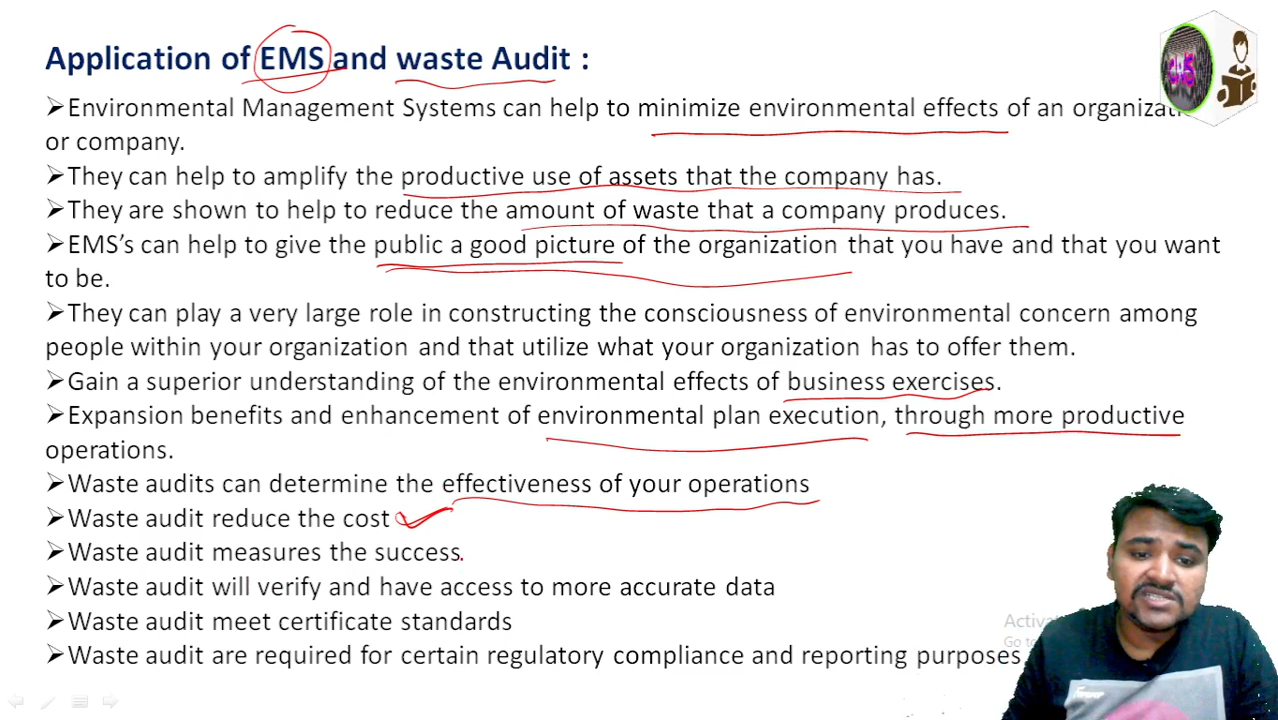 Application of EMS and waste Audit :
➢Environmental Management Systems can help to minimize environmental effects of an
or company.
➢They can help to amplify the productive use of assets that the company has.
➢They are shown to help to reduce the amount of waste that a company produces.
➢EMS's can help to give the public a good picture of the organization that you have and that you want
to be.
➢They can play a very large role in constructing the consciousness of environmental concern among
people within your organization and that utilize what your organization has to offer them.
➢Gain a superior understanding of the environmental effects of business exercises.
➢Expansion benefits and enhancement of environmental plan execution, through more productive
operations.
➢Waste audits can determine the effectiveness of your operations
➢Waste audit reduce the cost
➢Waste audit measures the success.
➢Waste audit will verify and have access to more accurate data
➢Waste audit meet certificate standards
➢Waste audit are required for certain regulatory compliance and reporting purposes